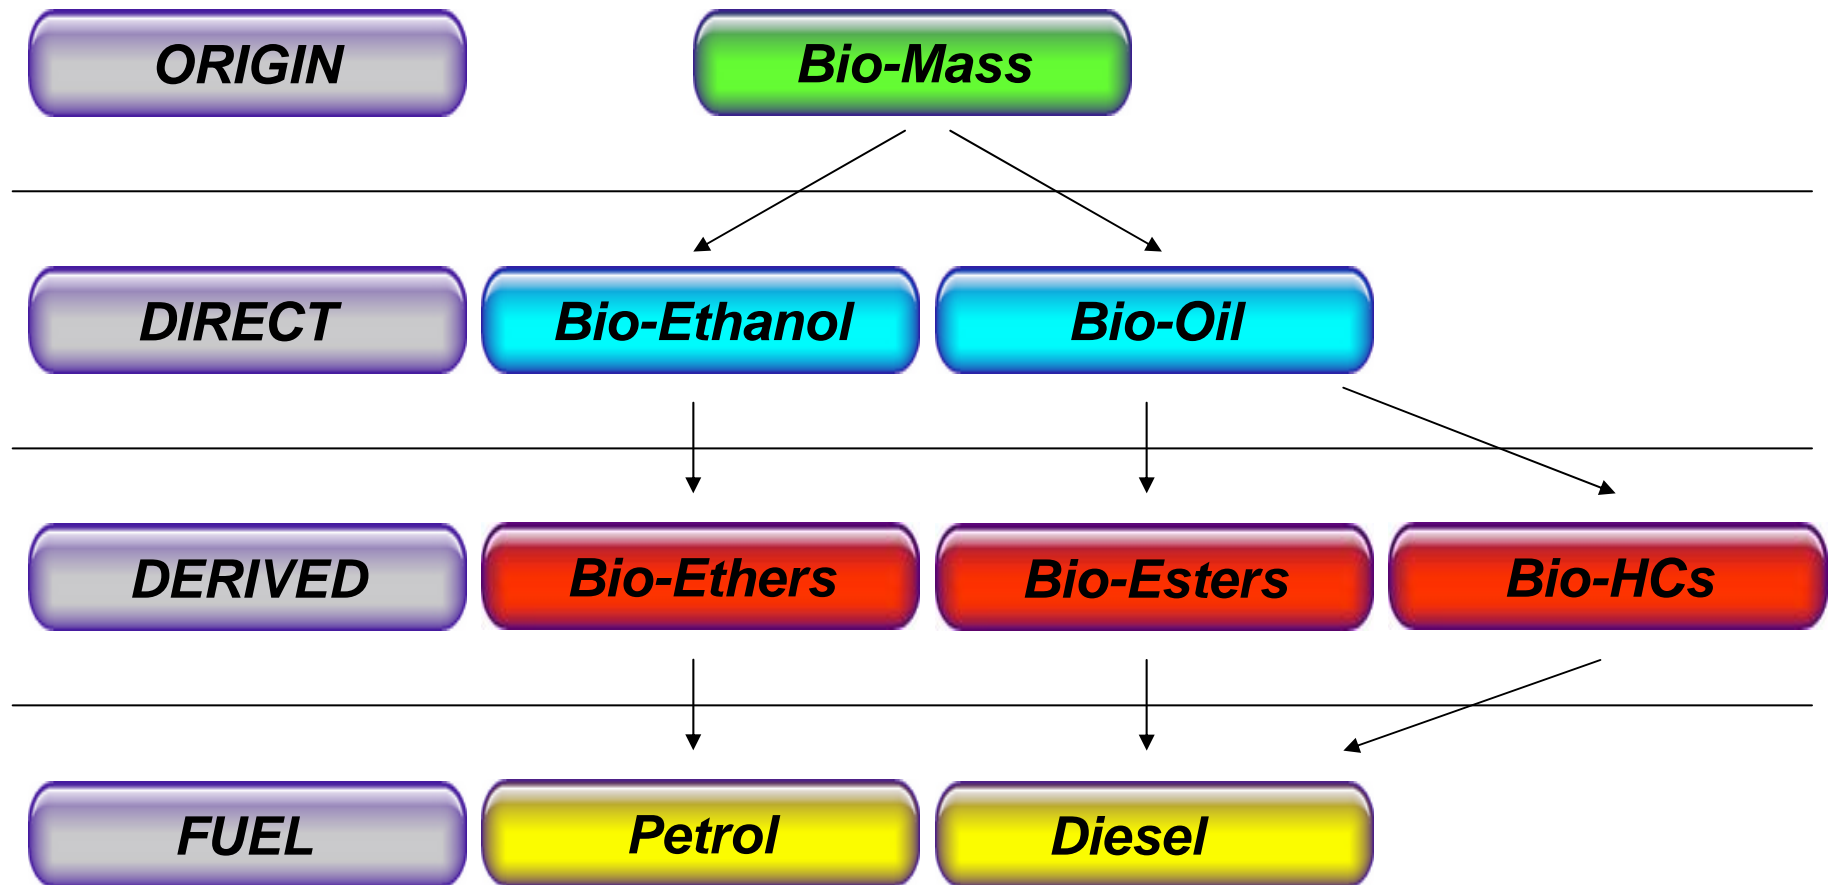 ORIGIN
Bio-Mass
DIRECT
Bio-Ethanol
Bio-Oil
DERIVED
Bio-Ethers
Bio-Esters
Bio-HCs
FUEL
Petrol
Diesel